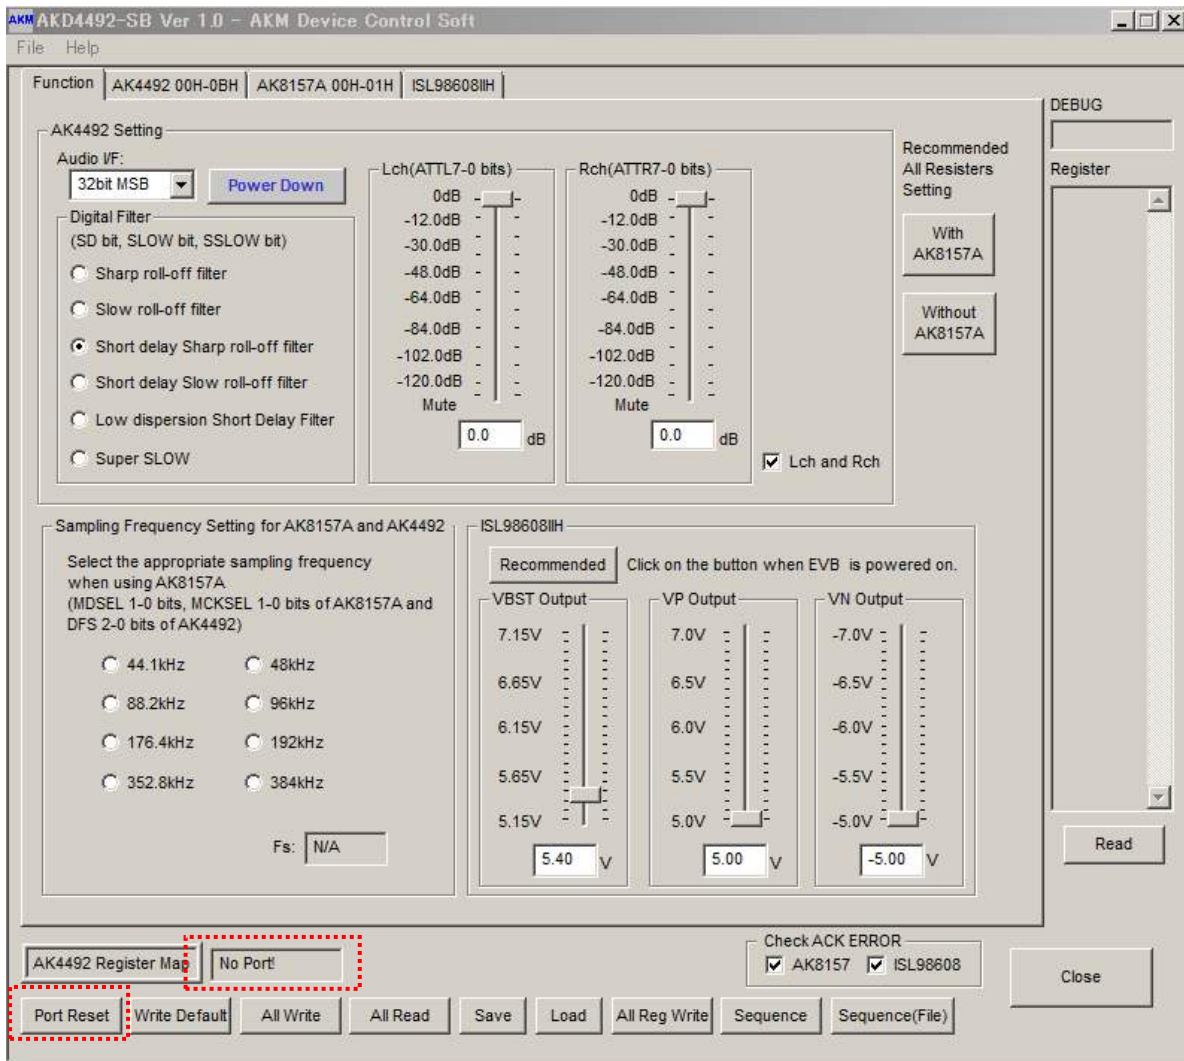 AKM AKD4492-SB Ver 1.0 - AKM Device Control Soft
File Help
Function AK4492 00H-0BH AK8157A 00H-01H ISL98608IIH
DEBUG
Register
AK4492 Setting
Audio I/F:
32bit MSB
Power Down
Digital Filter
(SD bit, SLOW bit, SSLOW bit)
Sharp roll-off filter
Slow roll-off filter
Short delay Sharp roll-off filter
Short delay Slow roll-off filter
Low dispersion Short Delay Filter
Super SLOW
Lch(ATTL7-0 bits)
0dB
-12.0dB
-30.0dB
-48.0dB
-64.0dB
-84.0dB
-102.0dB
-120.0dB
Mute
0.0 dB
Rch(ATTR7-0 bits)
0dB
-12.0dB
-30.0dB
-48.0dB
-64.0dB
-84.0dB
-102.0dB
-120.0dB
Mute
0.0 dB
Lch and Rch
Recommended
All Resisters
Setting
With
AK8157A
Without
AK8157A
Sampling Frequency Setting for AK8157A and AK4492
Select the appropriate sampling frequency
when using AK8157A
(MDSEL 1-0 bits, MCKSEL 1-0 bits of AK8157A and
DFS 2-0 bits of AK4492)
44.1kHz 48kHz
88.2kHz 96kHz
176.4kHz 192kHz
352.8kHz 384kHz
Fs: N/A
ISL98608IIH
Recommended Click on the button when EVB is powered on.
VBST Output
7.15V
6.65V
6.15V
5.65V
5.15V
5.40 V
VP Output
7.0V
6.5V
6.0V
5.5V
5.0V
5.00 V
VN Output
-7.0V
-6.5V
-6.0V
-5.5V
-5.0V
-5.00 V
Read
AK4492 Register Map No Port!
Check ACK ERROR
AK8157 ISL98608
Close
Port Reset Write Default All Write All Read Save Load All Reg Write Sequence Sequence(File)